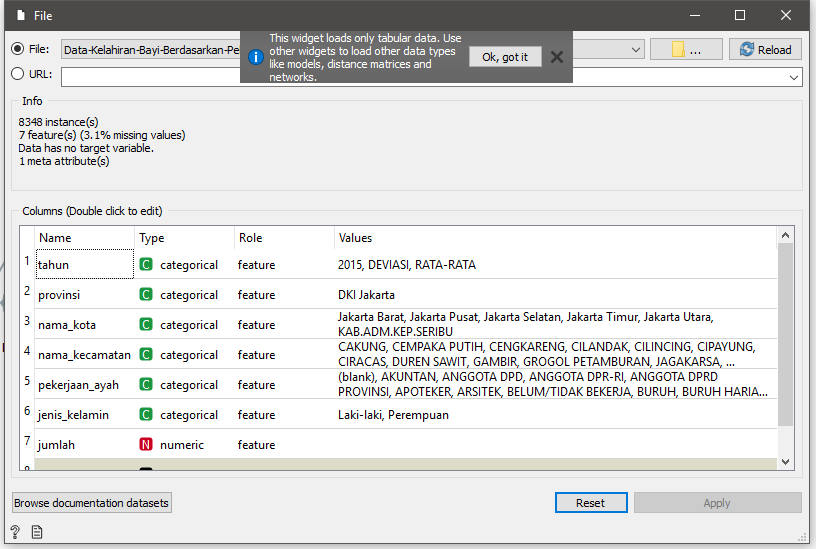 File
File:
Data-Kelahiran-Bayi-Berdasarkan-Pe
This widget loads only tabular data. Use
other widgets to load other data types
like models, distance matrices and
networks.
Ok, got it
...
Reload
URL:
Info
8348 instance(s)
7 feature(s) (3.1% missing values)
Data has no target variable.
1 meta attribute(s)
Columns (Double click to edit)
Name Type Role Values
1 tahun C categorical feature 2015, DEVIASI, RATA-RATA
2 provinsi C categorical feature DKI Jakarta
3 nama_kota C categorical feature Jakarta Barat, Jakarta Pusat, Jakarta Selatan, Jakarta Timur, Jakarta Utara,
KAB.ADM.KEP.SERIBU
4 nama_kecamatan C categorical feature CAKUNG, CEMPAKA PUTIH, CENGKARENG, CILANDAK, CILINCING, CIPAYUNG,
CIRACAS, DUREN SAWIT, GAMBIR, GROGOL PETAMBURAN, JAGAKARSA, ...
5 pekerjaan_ayah C categorical feature (blank), AKUNTAN, ANGGOTA DPD, ANGGOTA DPR-RI, ANGGOTA DPRD
PROVINSI, APOTEKER, ARSITEK, BELUM/TIDAK BEKERJA, BURUH, BURUH HARIA...
6 jenis_kelamin C categorical feature Laki-laki, Perempuan
7 jumlah N numeric feature
Browse documentation datasets
Reset
Apply
?